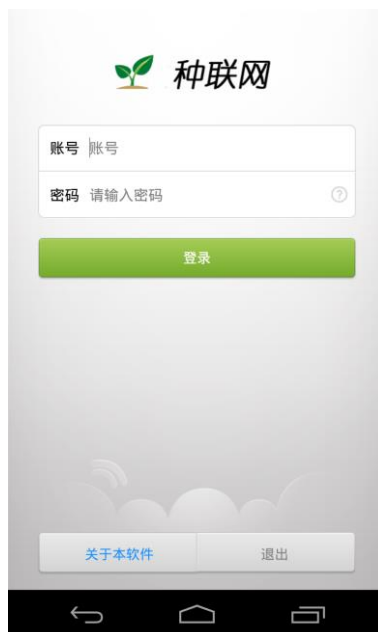 种联网
账号 账号
密码 请输入密码
登录
关于本软件 退出